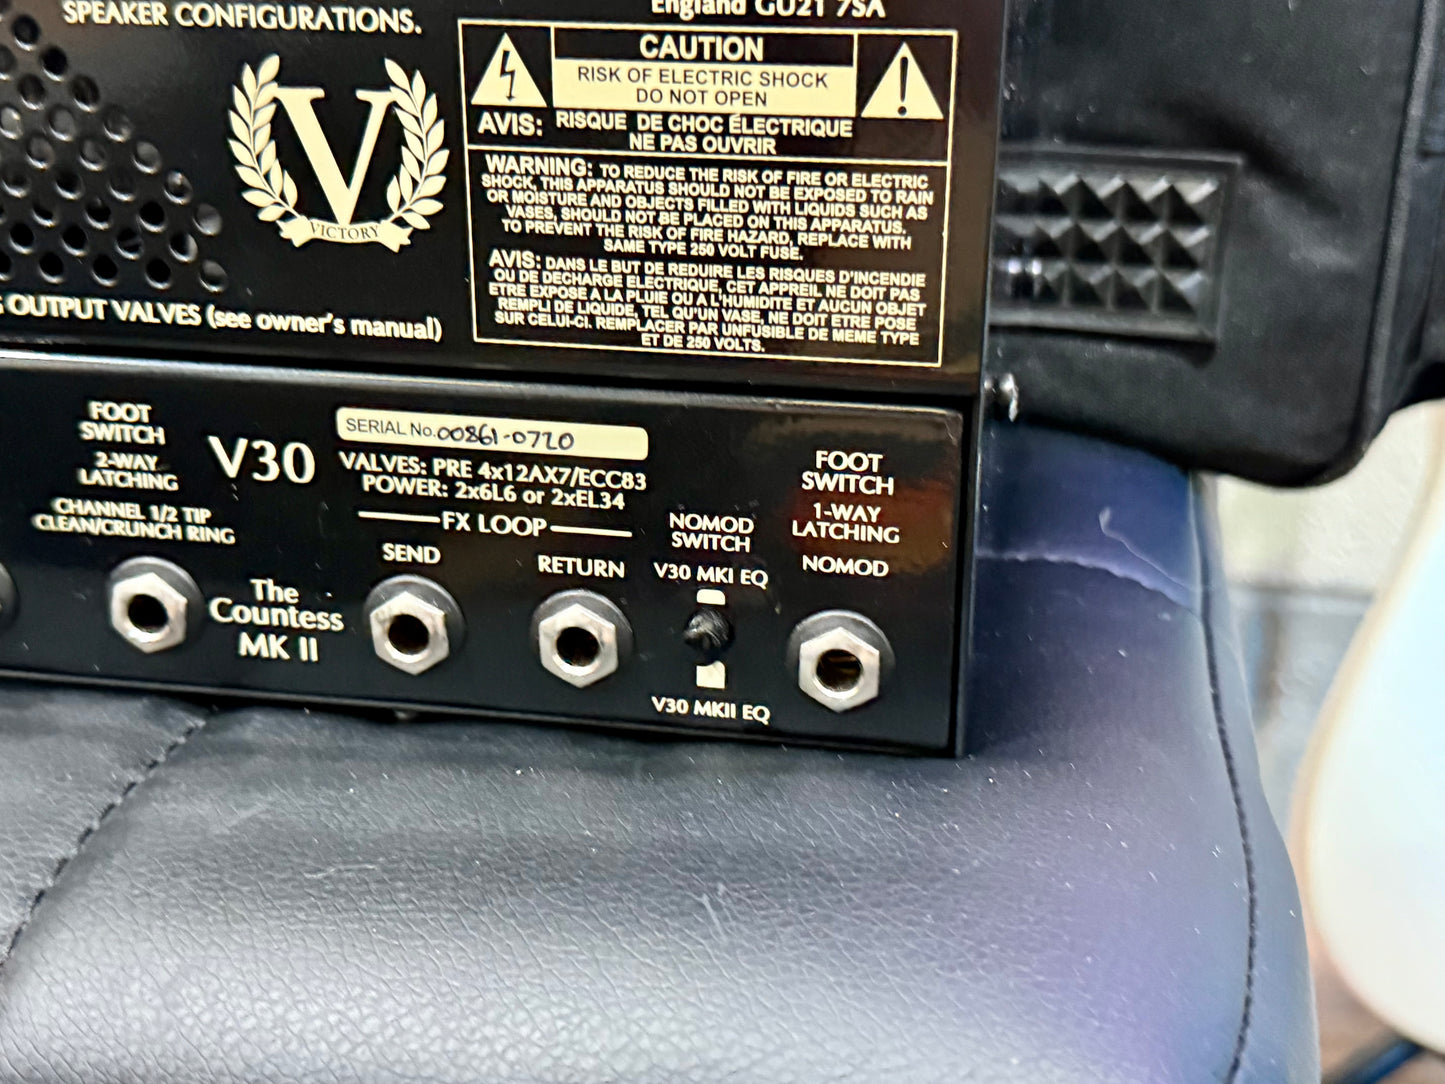 SPEAKER CONFIGURATIONS.
England GU21 7SA
V
VICTORY
CAUTION
RISK OF ELECTRIC SHOCK
DO NOT OPEN
AVIS: RISQUE DE CHOC ÉLECTRIQUE
NE PAS OUVRIR
WARNING: TO REDUCE THE RISK OF FIRE OR ELECTRIC
SHOCK, THIS APPARATUS SHOULD NOT BE EXPOSED TO RAIN
OR MOISTURE AND OBJECTS FILLED WITH LIQUIDS SUCH AS
VASES, SHOULD NOT BE PLACED ON THIS APPARATUS.
TO PREVENT THE RISK OF FIRE HAZARD, REPLACE WITH
SAME TYPE 250 VOLT FUSE.
AVIS: DANS LE BUT DE REDUIRE LES RISQUES D'INCENDIE
OU DE DECHARGE ELECTRIQUE, CET APPREIL NE DOIT PAS
ETRE EXPOSE A LA PLUIE OU A L'HUMIDITE ET AUCUN OBJET
REMPLI DE LIQUIDE, TEL QU'UN VASE, NE DOIT ETRE POSE
SUR CELUI-CI. REMPLACER PAR UNFUSIBLE DE MEME TYPE
ET DE 250 VOLTS.
OUTPUT VALVES (see owner's manual)
FOOT
SWITCH
2-WAY
LATCHING
CHANNEL 1/2 TIP
CLEAN/CRUNCH RING
V30
The
Countess
MK II
SERIAL No. 00861-0720
VALVES: PRE 4x12AX7/ECC83
POWER: 2x6L6 or 2xEL34
FX LOOP
SEND
RETURN
NOMOD
SWITCH
V30 MKI EQ
V30 MKII EQ
FOOT
SWITCH
1-WAY
LATCHING
NOMOD